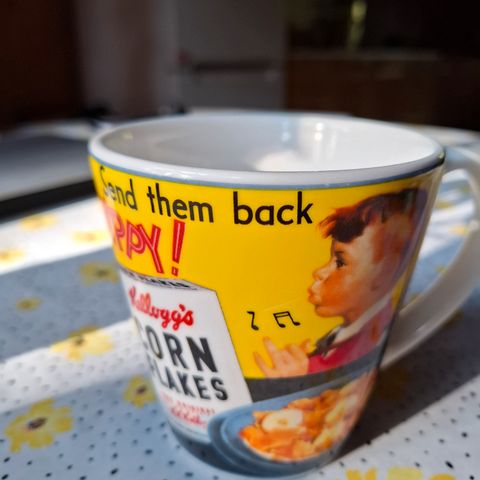 Send them back
PPY!
Kellogg's
CORN
FLAKES